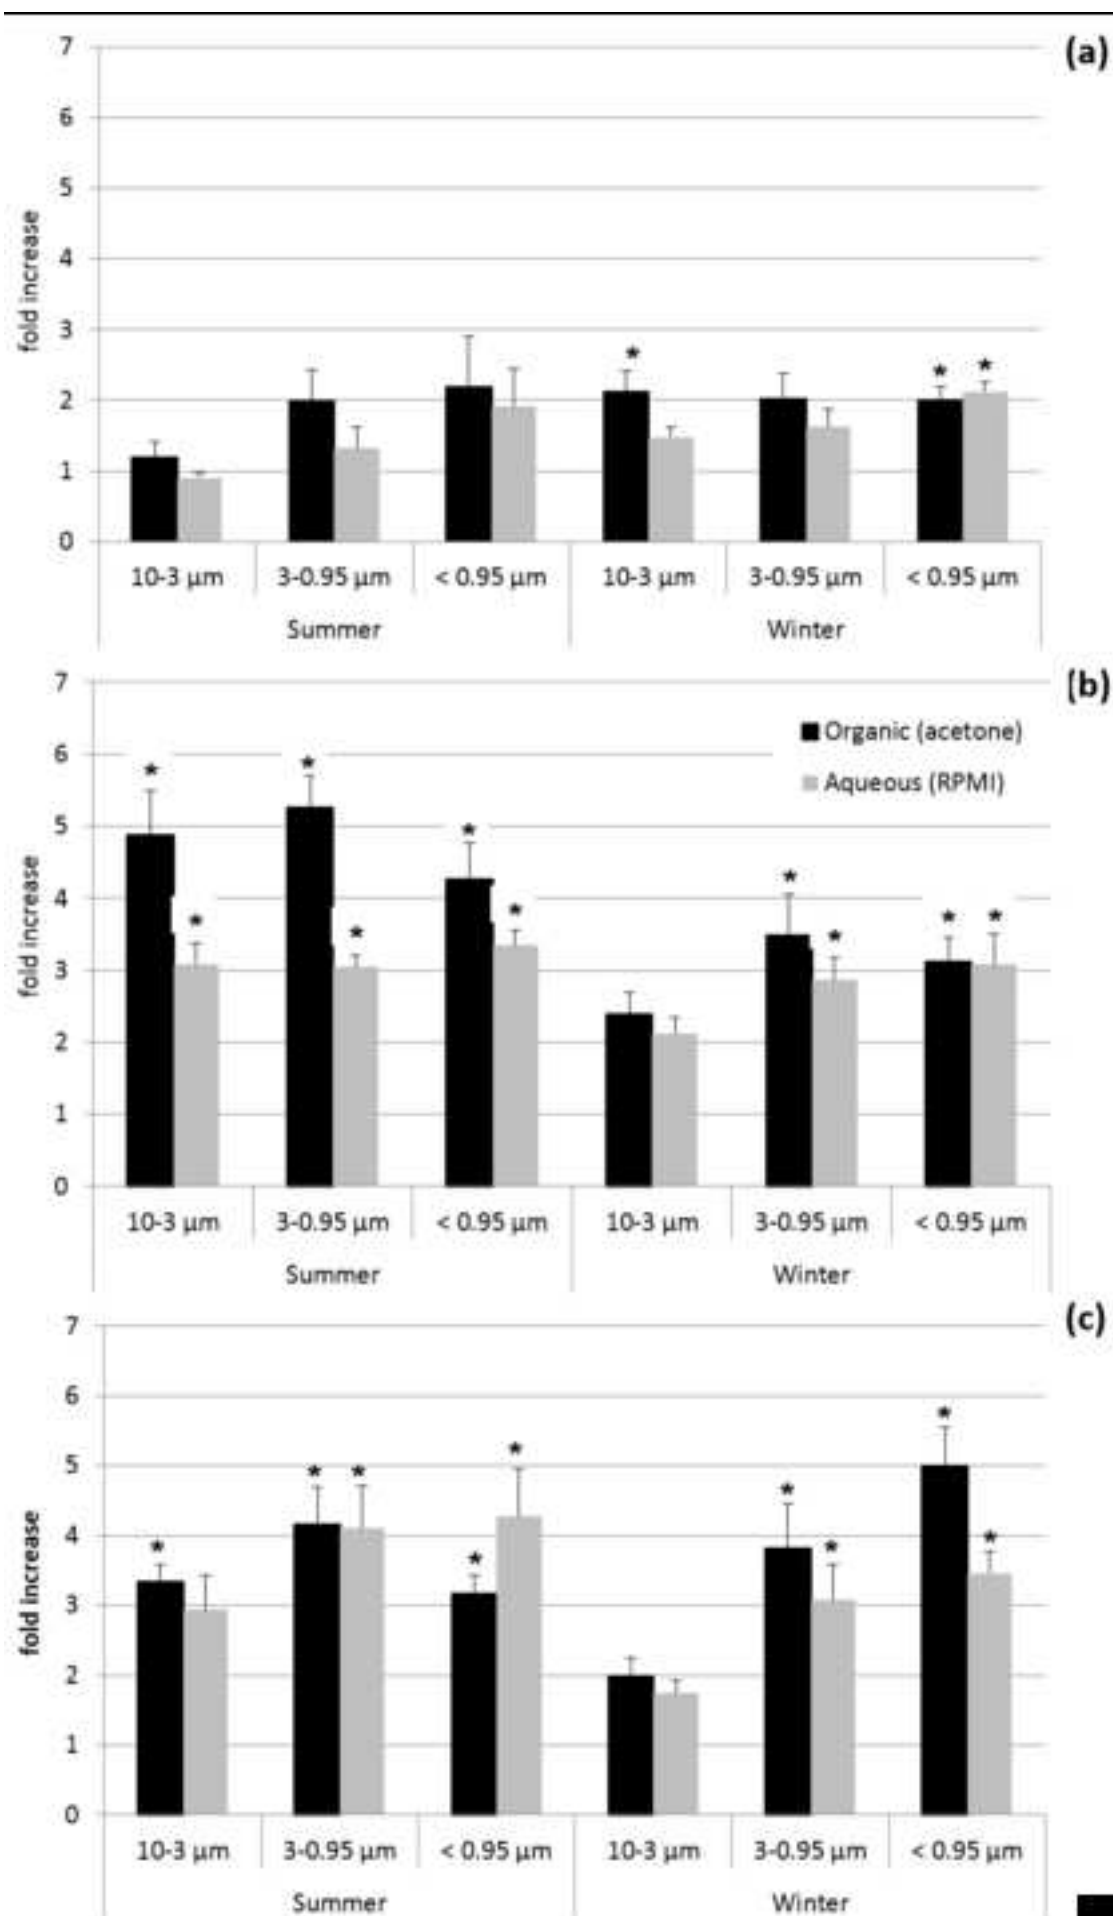 (a)
7
6
5
4
3
2
1
0
fold increase
* * *
10-3 µm 3-0.95 µm < 0.95 µm 10-3 µm 3-0.95 µm < 0.95 µm
Summer Winter
(b)
7
6
5
4
3
2
1
0
fold increase
Organic (acetone)
Aqueous (RPMI)
* * * * * * * * * *
10-3 µm 3-0.95 µm < 0.95 µm 10-3 µm 3-0.95 µm < 0.95 µm
Summer Winter
(c)
7
6
5
4
3
2
1
0
fold increase
* * * * * * * * *
10-3 µm 3-0.95 µm < 0.95 µm 10-3 µm 3-0.95 µm < 0.95 µm
Summer Winter